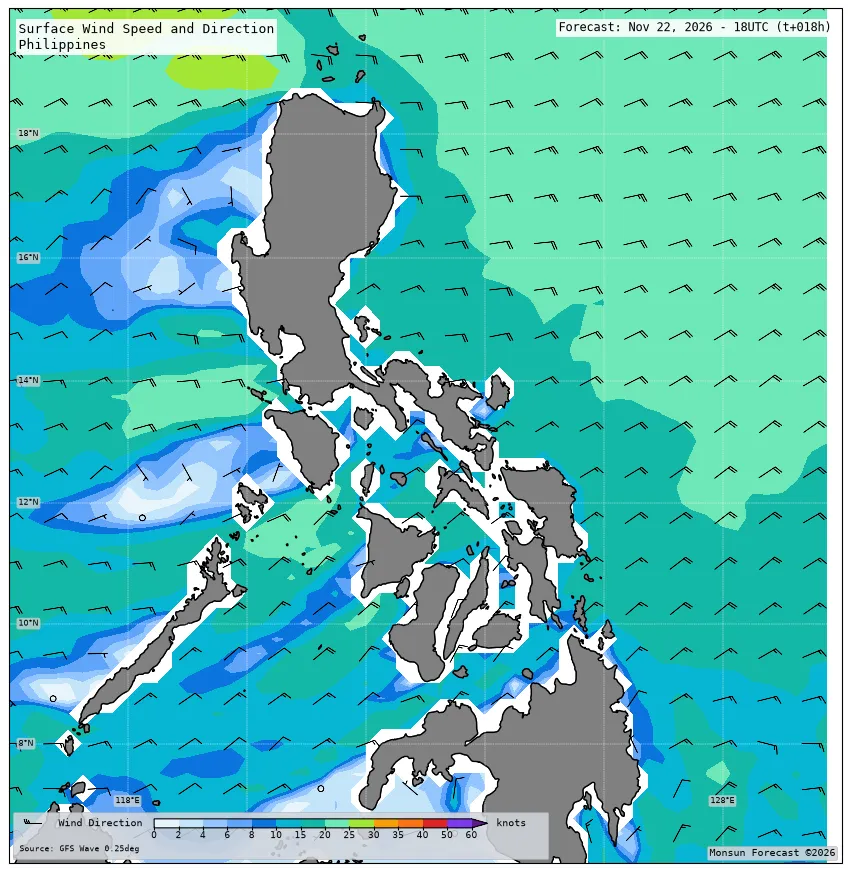 Surface Wind Speed and Direction
Philippines
Forecast: Nov 22, 2026 - 18UTC (t+018h)
18°N
16°N
14°N
12°N
10°N
8°N
118°E
128°E
Wind Direction
0 2 4 6 8 10 15 20 25 30 35 40 45 50 60
knots
Source: GFS Wave 0.25deg
Monsun Forecast ©2026